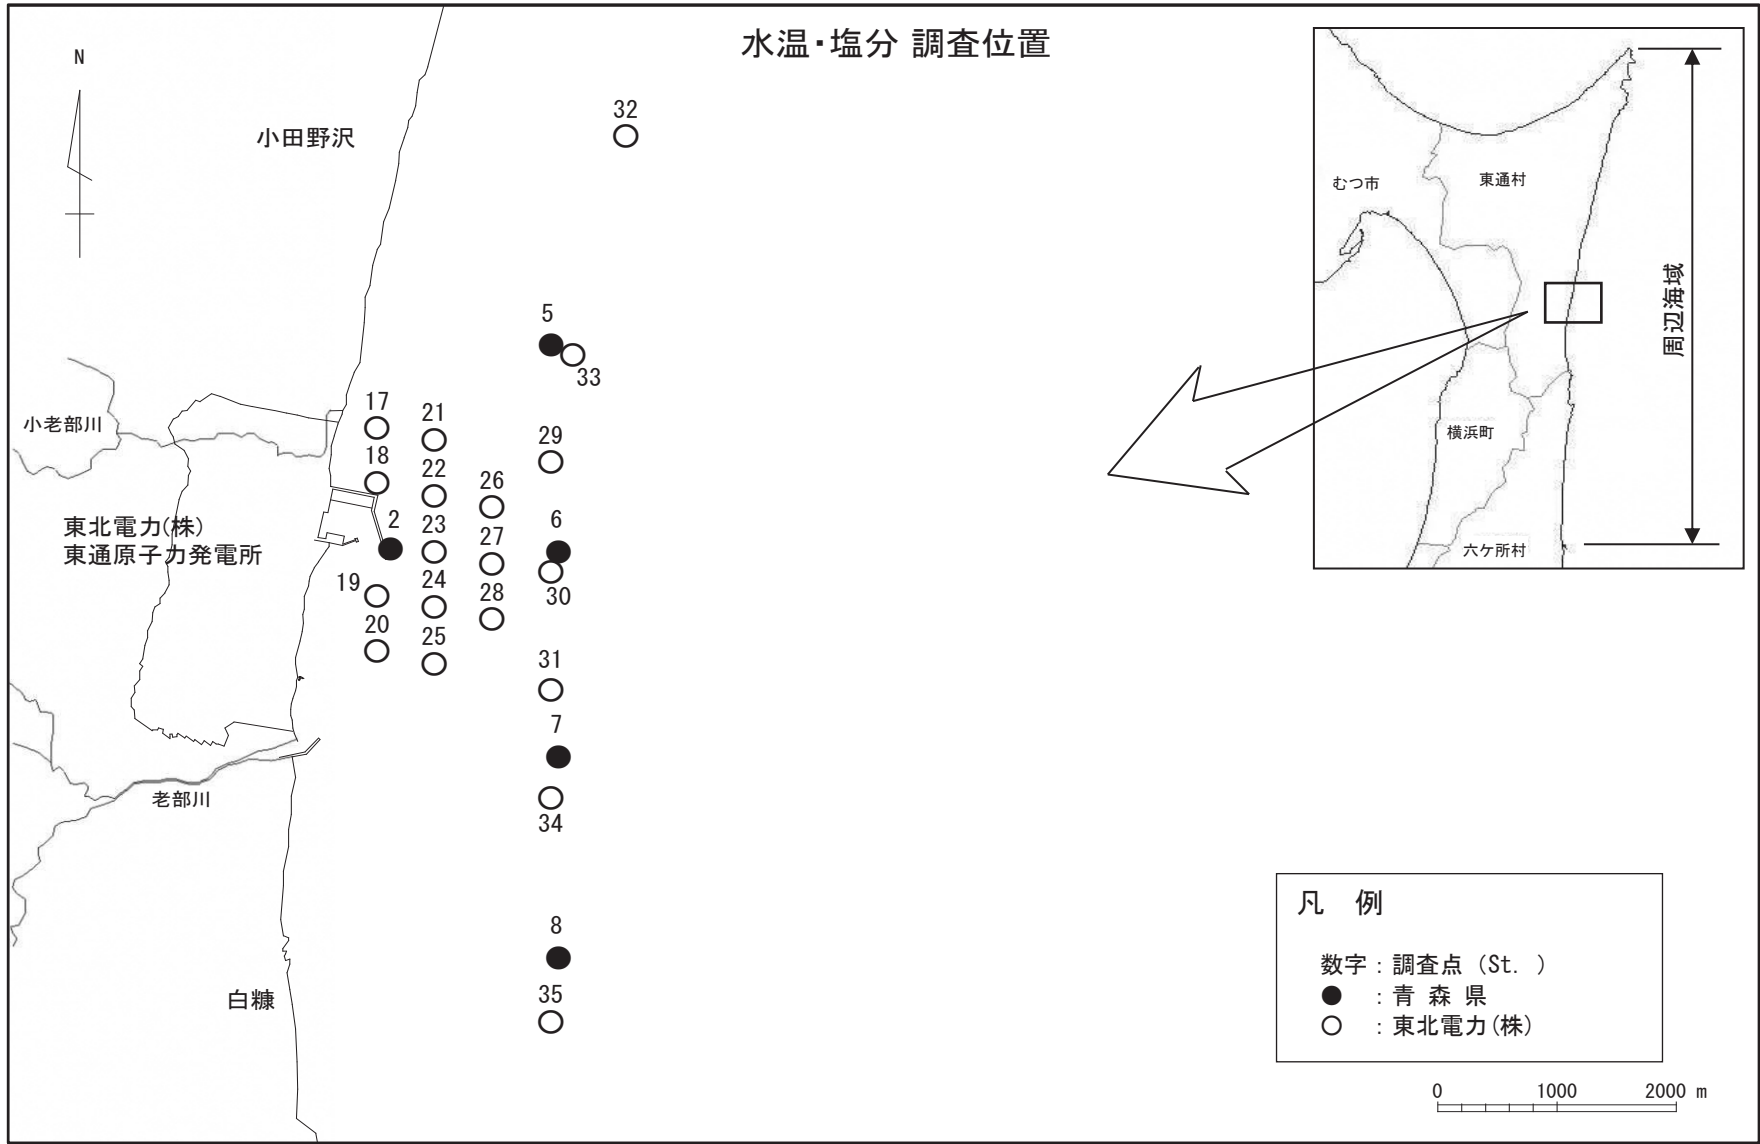 水温・塩分 調査位置
N
小田野沢
32
むつ市
東通村
周辺海域
横浜町
六ケ所村
5
33
小老部川
17
21
29
18
22
26
東北電力(株)
東通原子力発電所
2
23
27
6
19
24
28
30
20
25
31
7
老部川
34
8
白糠
35
凡 例
数字：調査点 (St. )
● ：青 森 県
○ ：東北電力(株)
0 1000 2000 m